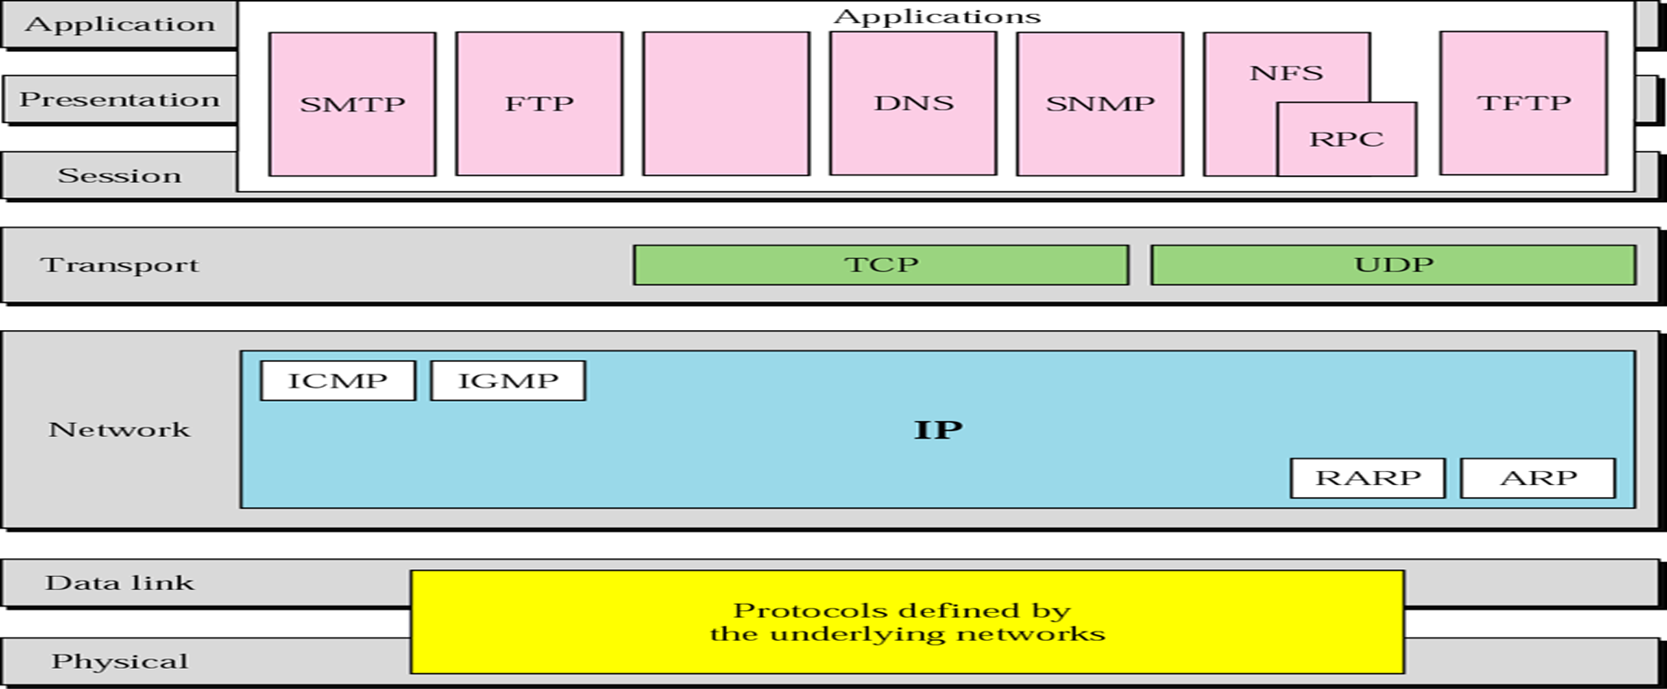 Applications
Application
Presentation
Session
SMTP
FTP
DNS
SNMP
NFS
RPC
TFTP
Transport
TCP
UDP
Network
ICMP
IGMP
IP
RARP
ARP
Data link
Physical
Protocols defined by
the underlying networks